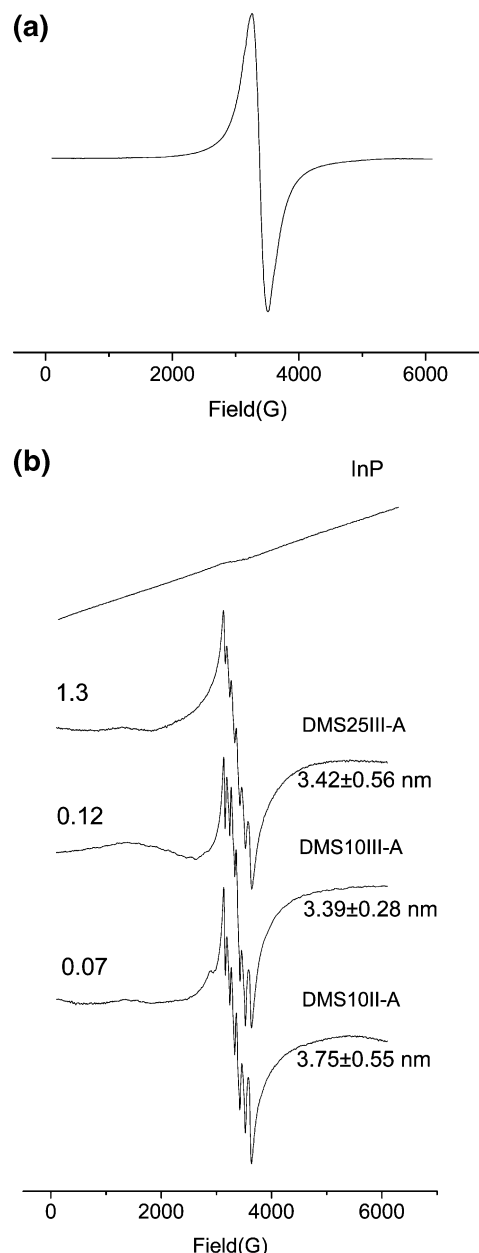 (a)
0 2000 4000 6000
Field(G)
(b)
InP
1.3
DMS25III-A
3.42±0.56 nm
0.12
DMS10III-A
3.39±0.28 nm
0.07
DMS10II-A
3.75±0.55 nm
0 2000 4000 6000
Field(G)